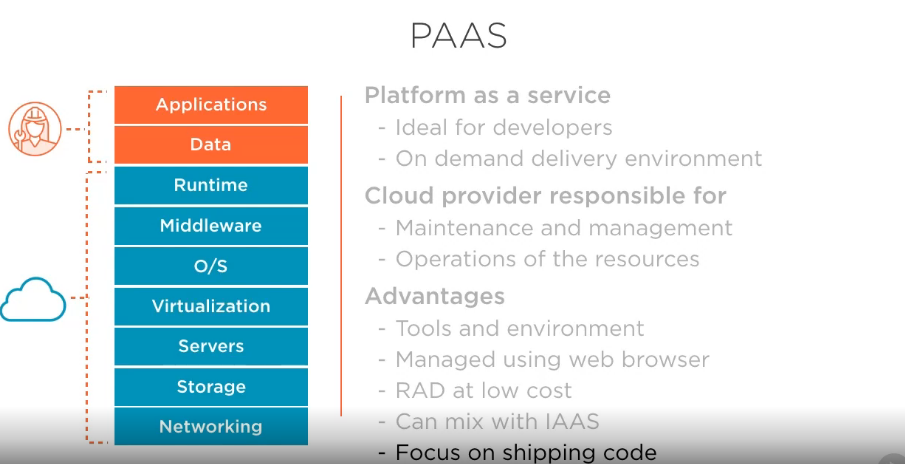 PAAS
Applications
Data
Runtime
Middleware
O/S
Virtualization
Servers
Storage
Networking
Platform as a service
- Ideal for developers
- On demand delivery environment
Cloud provider responsible for
- Maintenance and management
- Operations of the resources
Advantages
- Tools and environment
- Managed using web browser
- RAD at low cost
- Can mix with IAAS
- Focus on shipping code